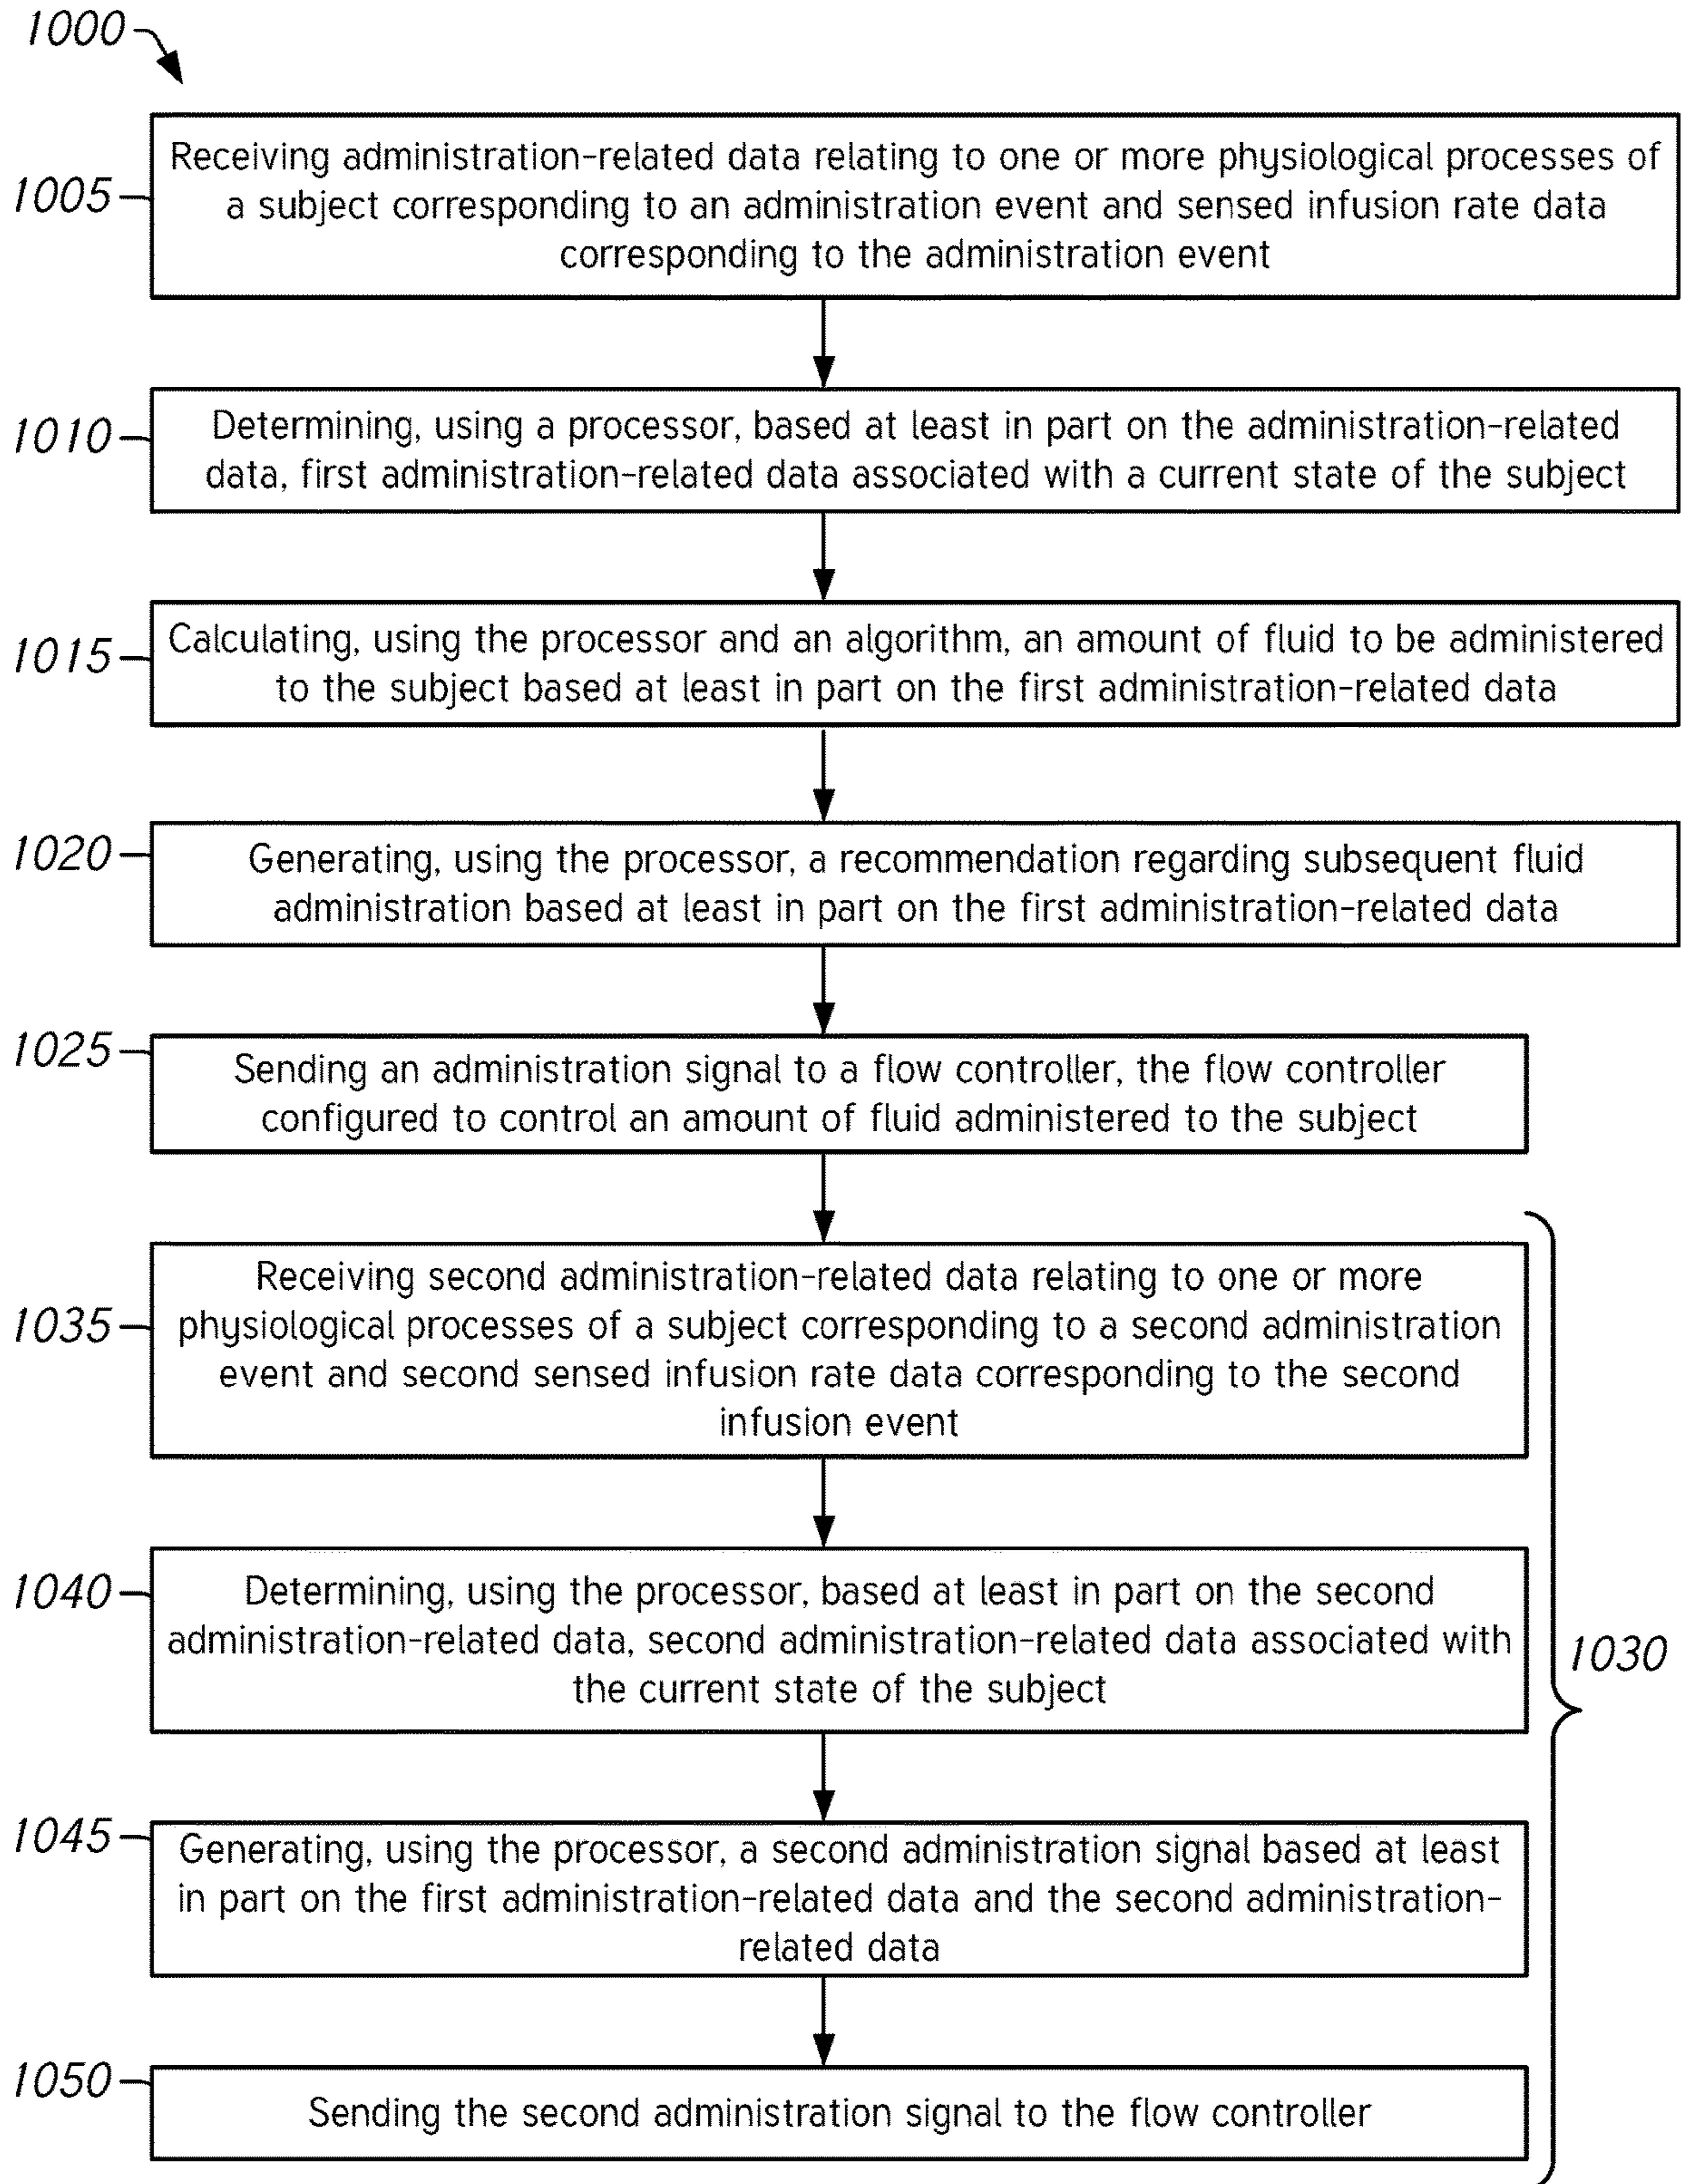 1000
1005
Receiving administration-related data relating to one or more physiological processes of
a subject corresponding to an administration event and sensed infusion rate data
corresponding to the administration event
1010
Determining, using a processor, based at least in part on the administration-related
data, first administration-related data associated with a current state of the subject
1015
Calculating, using the processor and an algorithm, an amount of fluid to be administered
to the subject based at least in part on the first administration-related data
1020
Generating, using the processor, a recommendation regarding subsequent fluid
administration based at least in part on the first administration-related data
1025
Sending an administration signal to a flow controller, the flow controller
configured to control an amount of fluid administered to the subject
1035
Receiving second administration-related data relating to one or more
physiological processes of a subject corresponding to a second administration
event and second sensed infusion rate data corresponding to the second
infusion event
1040
Determining, using the processor, based at least in part on the second
administration-related data, second administration-related data associated with
the current state of the subject
1030
1045
Generating, using the processor, a second administration signal based at least
in part on the first administration-related data and the second administration-
related data
1050
Sending the second administration signal to the flow controller